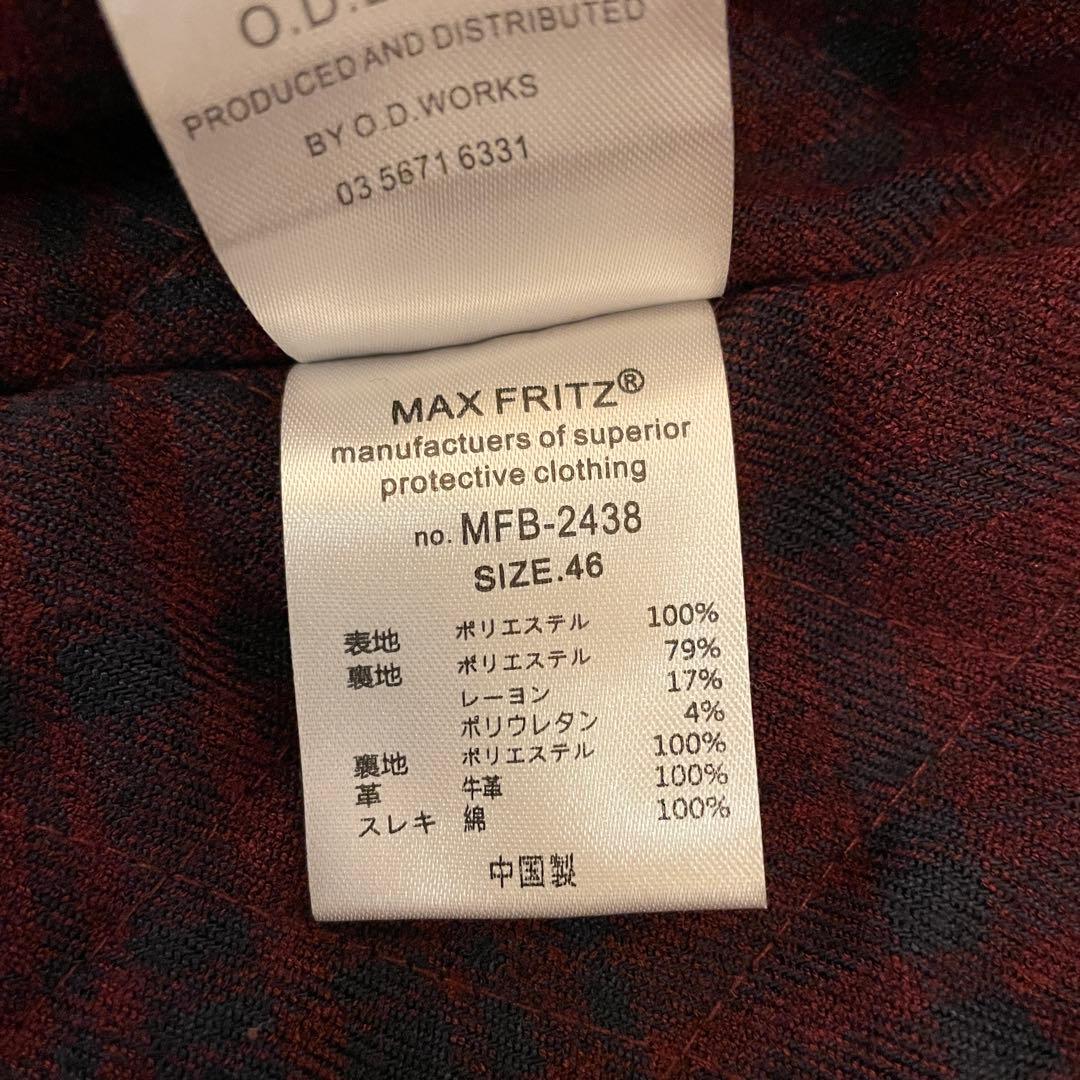 O.D.
PRODUCED AND DISTRIBUTED
BY O.D.WORKS
03 5671 6331
MAX FRITZ®
manufactuers of superior
protective clothing
no. MFB-2438
SIZE.46
表地 ポリエステル 100%
裏地 ポリエステル 79%
レーヨン 17%
ポリウレタン 4%
裏地 ポリエステル 100%
革 牛革 100%
スレキ 綿 100%
中国製